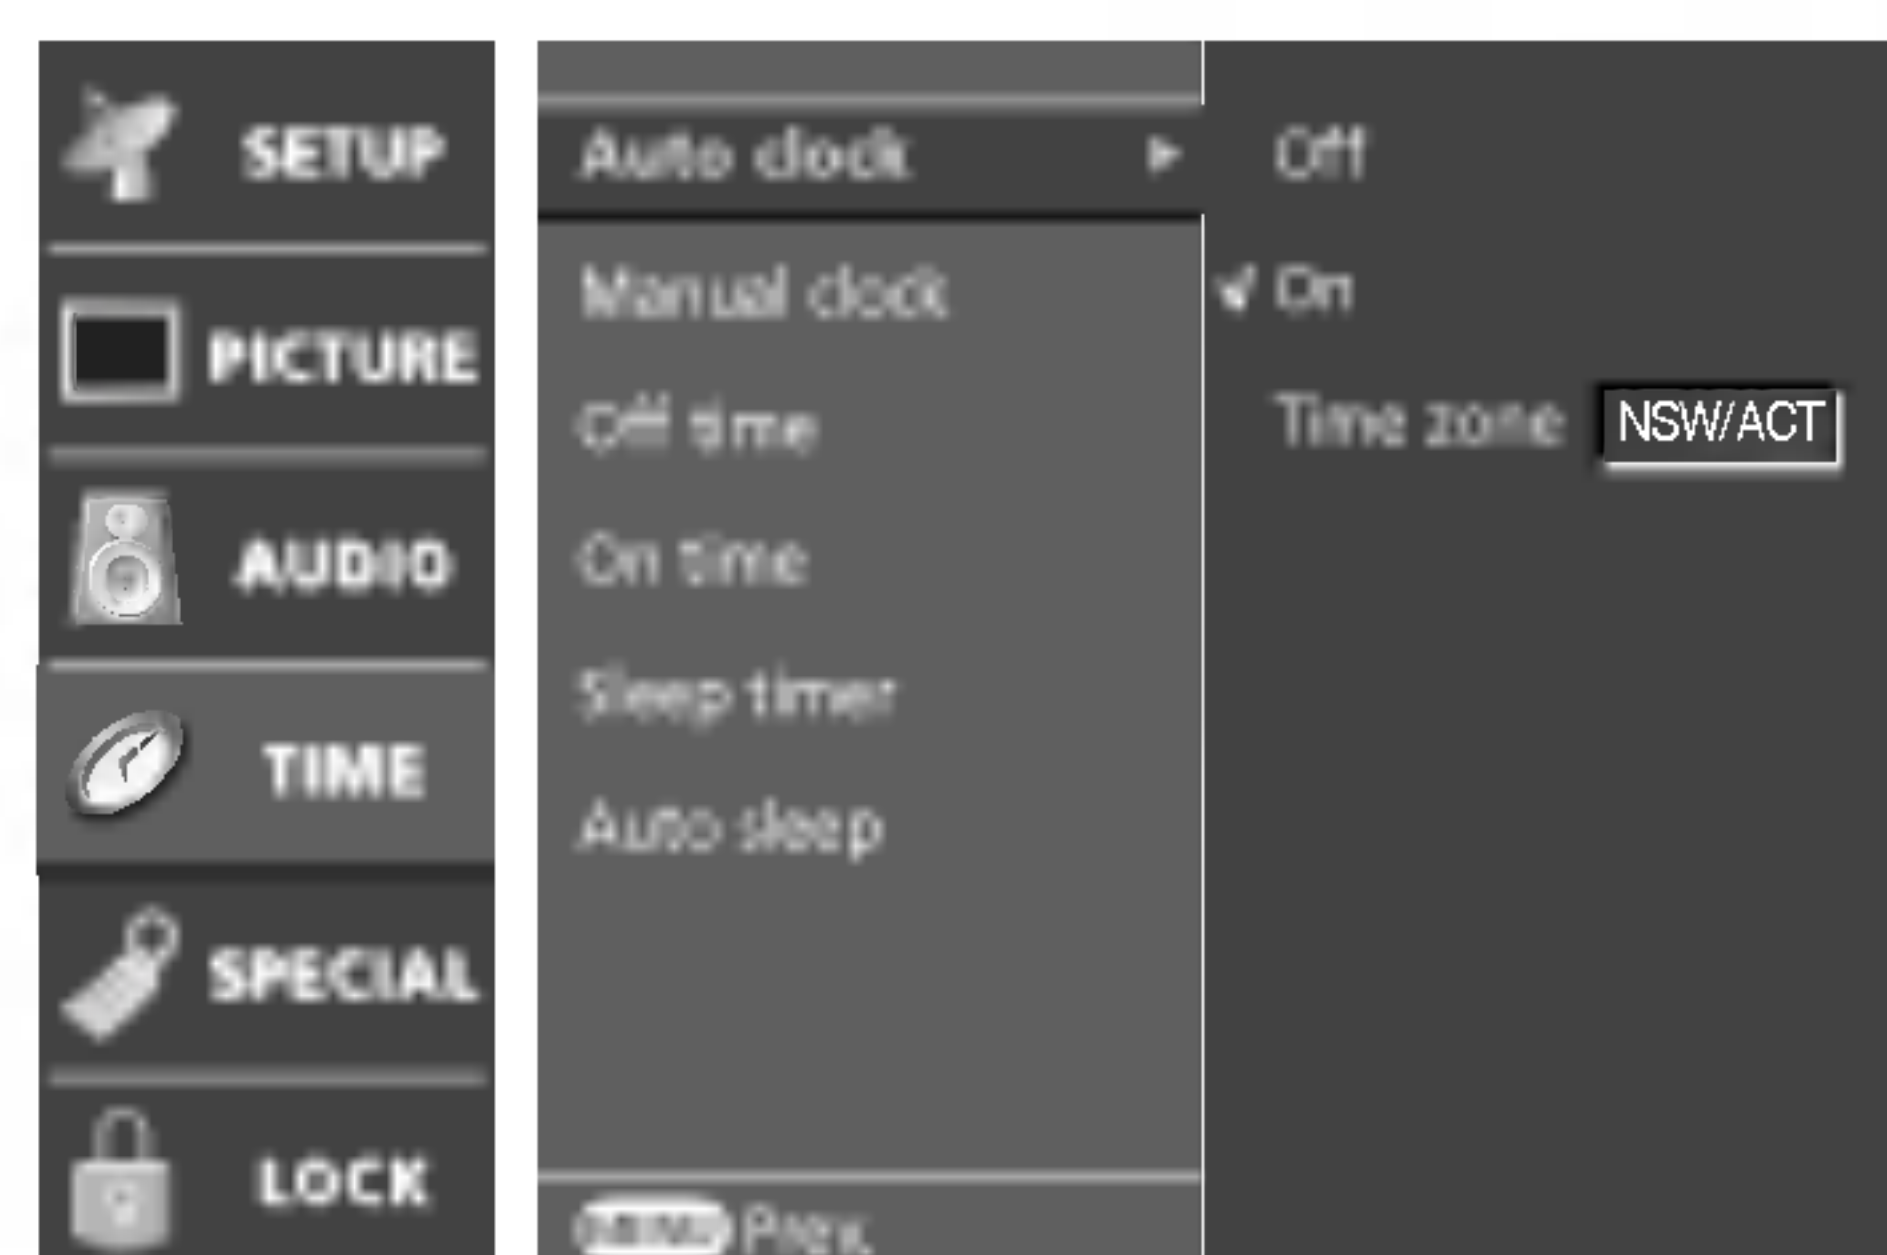 SETUP
PICTURE
AUDIO
TIME
SPECIAL
LOCK
Auto clock
Manual clock
Off time
On time
Sleep timer
Auto sleep
MENU Prev.
Off
On
Time zone NSW/ACT